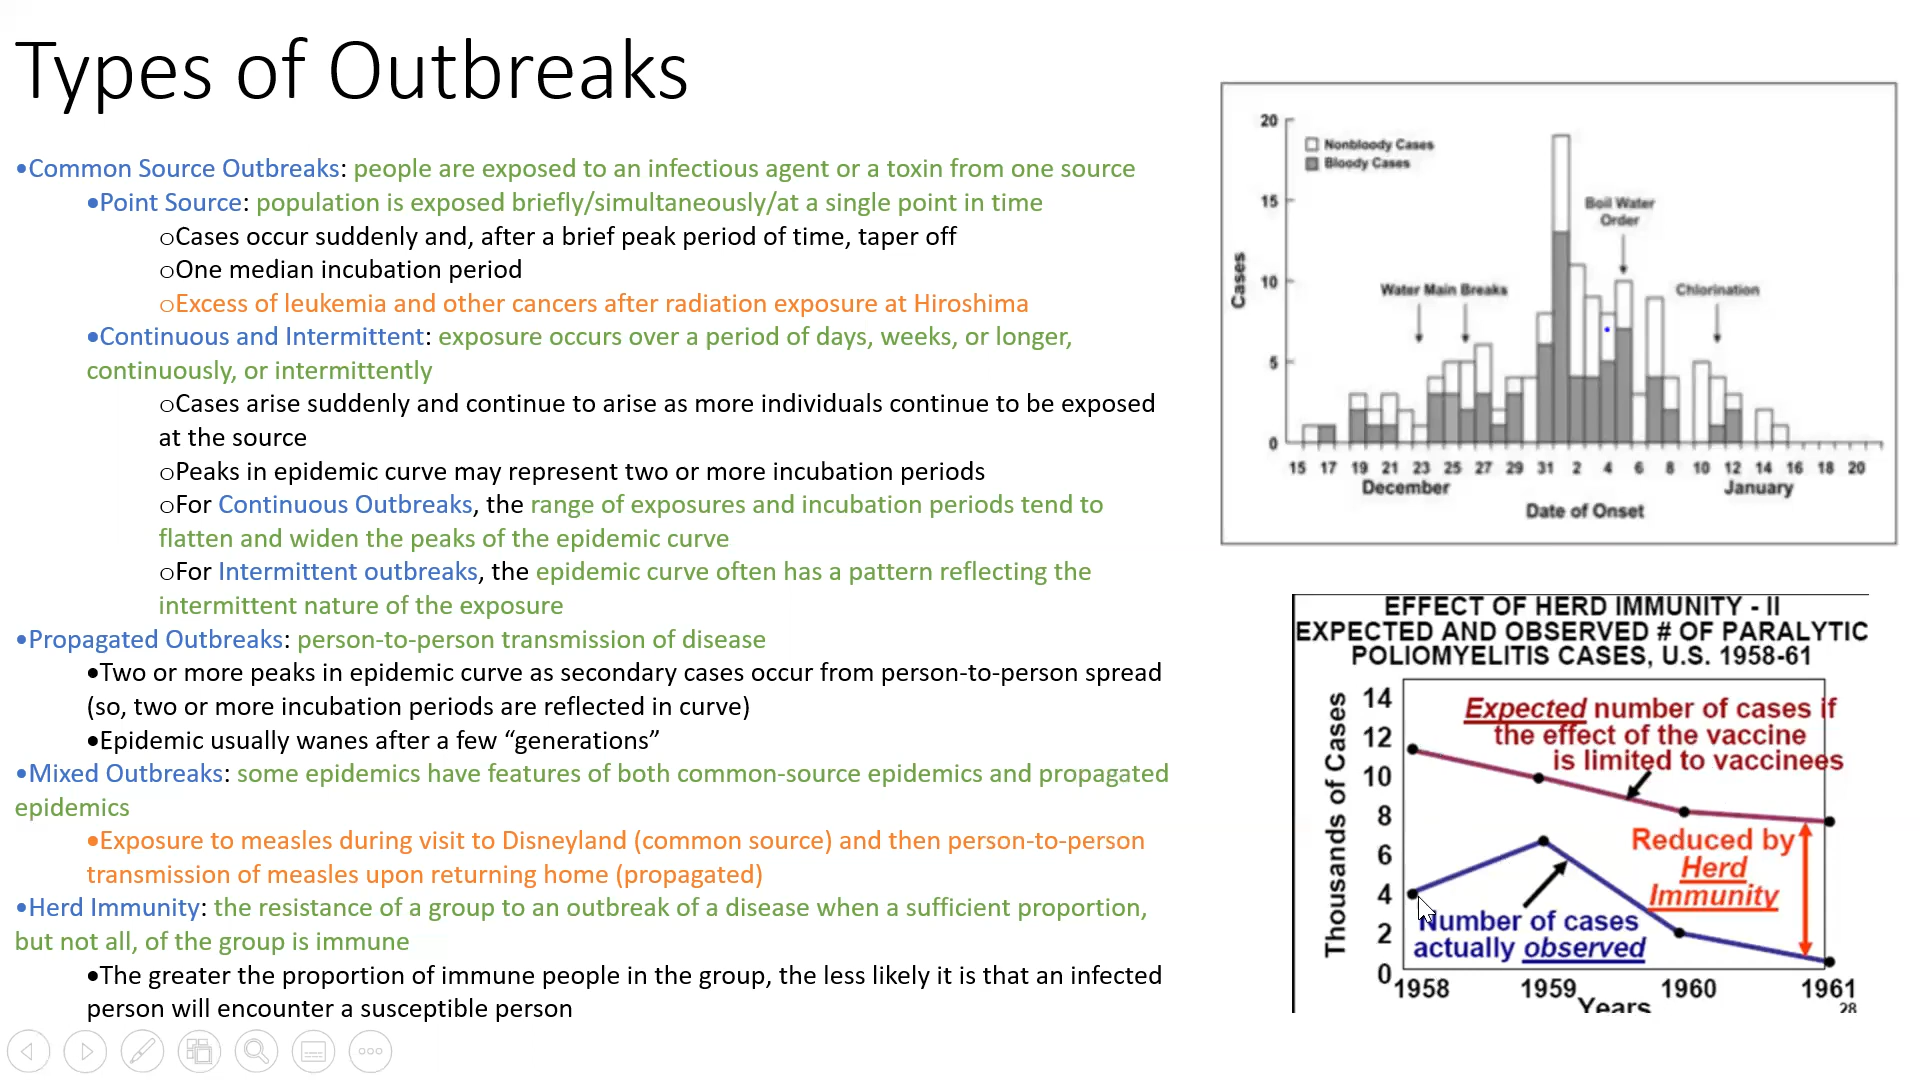 Types of Outbreaks
•Common Source Outbreaks: people are exposed to an infectious agent or a toxin from one source
•Point Source: population is exposed briefly/simultaneously/at a single point in time
oCases occur suddenly and, after a brief peak period of time, taper off
oOne median incubation period
oExcess of leukemia and other cancers after radiation exposure at Hiroshima
•Continuous and Intermittent: exposure occurs over a period of days, weeks, or longer,
continuously, or intermittently
oCases arise suddenly and continue to arise as more individuals continue to be exposed
at the source
oPeaks in epidemic curve may represent two or more incubation periods
oFor Continuous Outbreaks, the range of exposures and incubation periods tend to
flatten and widen the peaks of the epidemic curve
oFor Intermittent outbreaks, the epidemic curve often has a pattern reflecting the
intermittent nature of the exposure
•Propagated Outbreaks: person-to-person transmission of disease
•Two or more peaks in epidemic curve as secondary cases occur from person-to-person spread
(so, two or more incubation periods are reflected in curve)
•Epidemic usually wanes after a few “generations”
•Mixed Outbreaks: some epidemics have features of both common-source epidemics and propagated
epidemics
•Exposure to measles during visit to Disneyland (common source) and then person-to-person
transmission of measles upon returning home (propagated)
•Herd Immunity: the resistance of a group to an outbreak of a disease when a sufficient proportion,
but not all, of the group is immune
•The greater the proportion of immune people in the group, the less likely it is that an infected
person will encounter a susceptible person
20
Nonbloody Cases
Bloody Cases
15
Boil Water
Order
10
Water Main Breaks
Chlorination
Cases
5
0
15 17 19 21 23 25 27 29 31 2 4 6 8 10 12 14 16 18 20
December January
Date of Onset
EFFECT OF HERD IMMUNITY - II
EXPECTED AND OBSERVED # OF PARALYTIC
POLIOMYELITIS CASES, U.S. 1958-61
Thousands of Cases
14
12
10
8
6
4
2
0
Expected number of cases if
the effect of the vaccine
is limited to vaccinees
Reduced by
Herd
Immunity
Number of cases
actually observed
1958 1959 1960 1961
Years
28